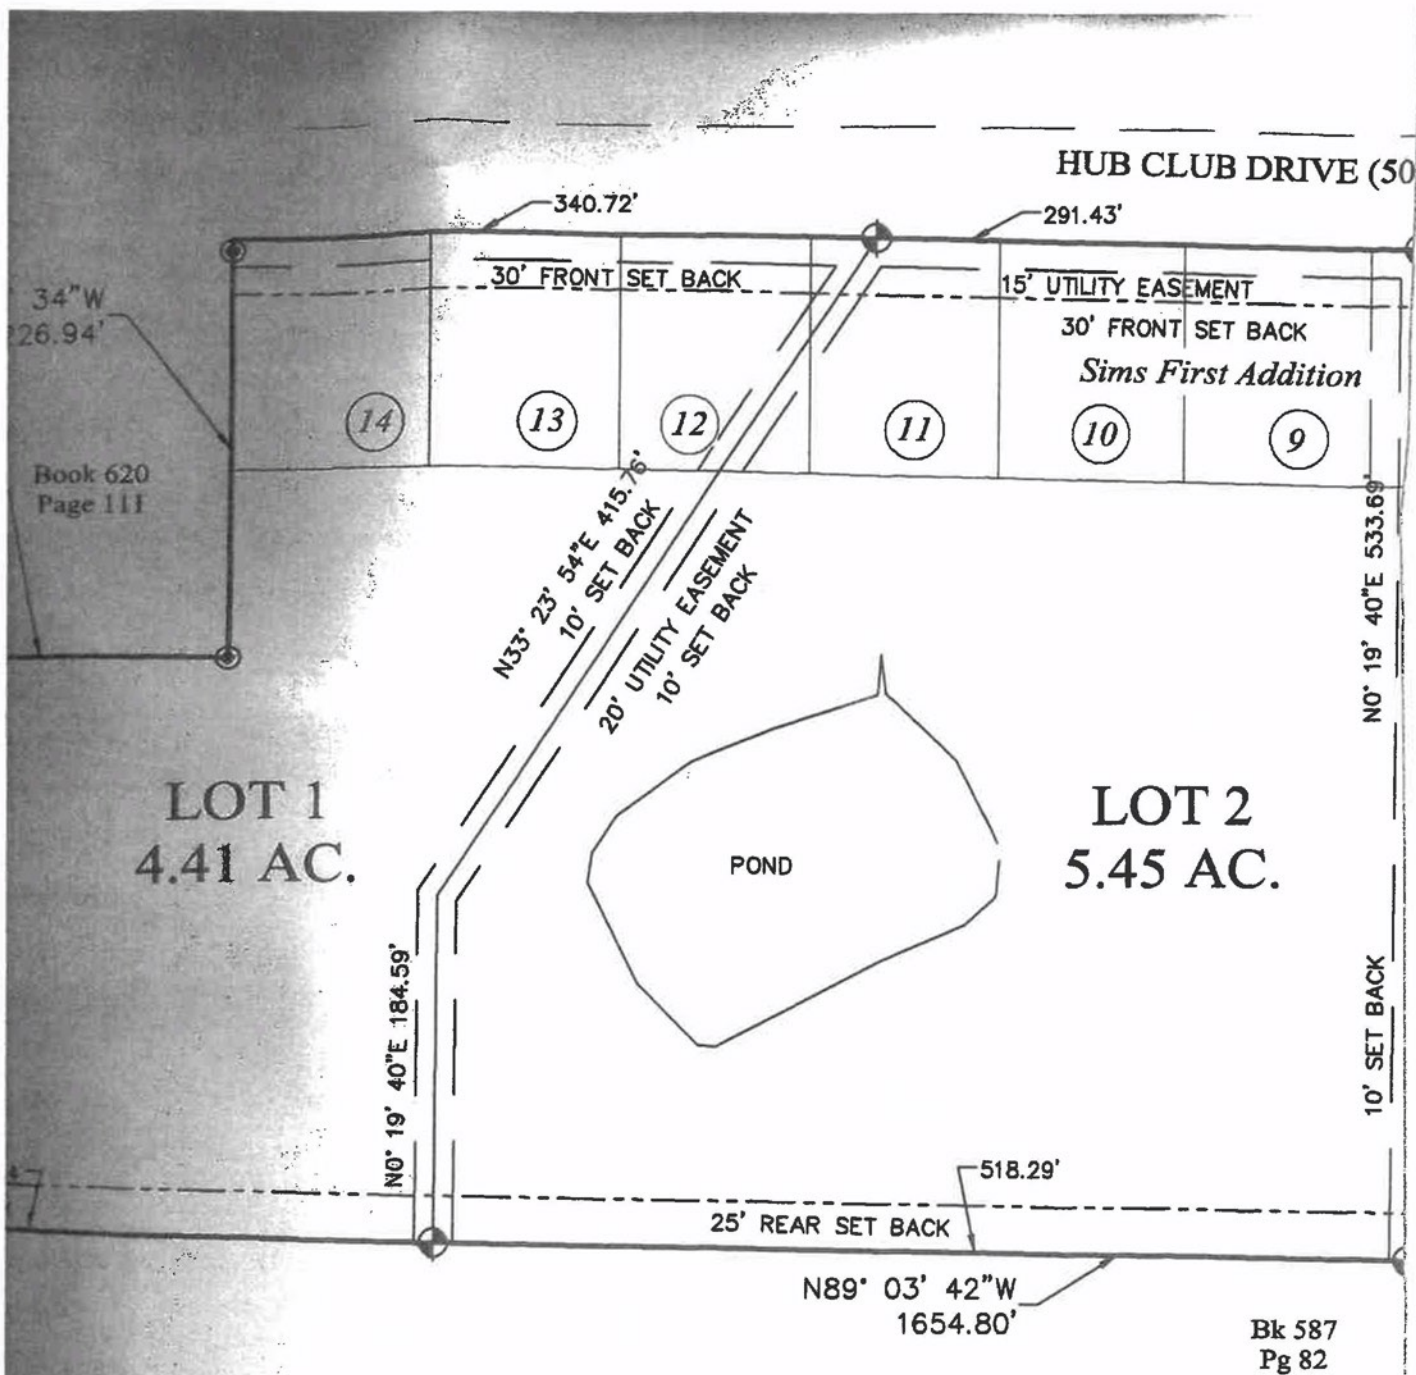 HUB CLUB DRIVE (50
340.72'
291.43'
34"W
26.94'
30' FRONT SET BACK
15' UTILITY EASEMENT
30' FRONT SET BACK
Sims First Addition
14
13
12
11
10
9
Book 620
Page 111
N33° 23' 54"E 415.76'
10' SET BACK
20' UTILITY EASEMENT
10' SET BACK
N0° 19' 40"E 533.69'
LOT 1
4.41 AC.
POND
LOT 2
5.45 AC.
N0° 19' 40"E 184.59'
10' SET BACK
518.29'
25' REAR SET BACK
N89° 03' 42"W
1654.80'
Bk 587
Pg 82